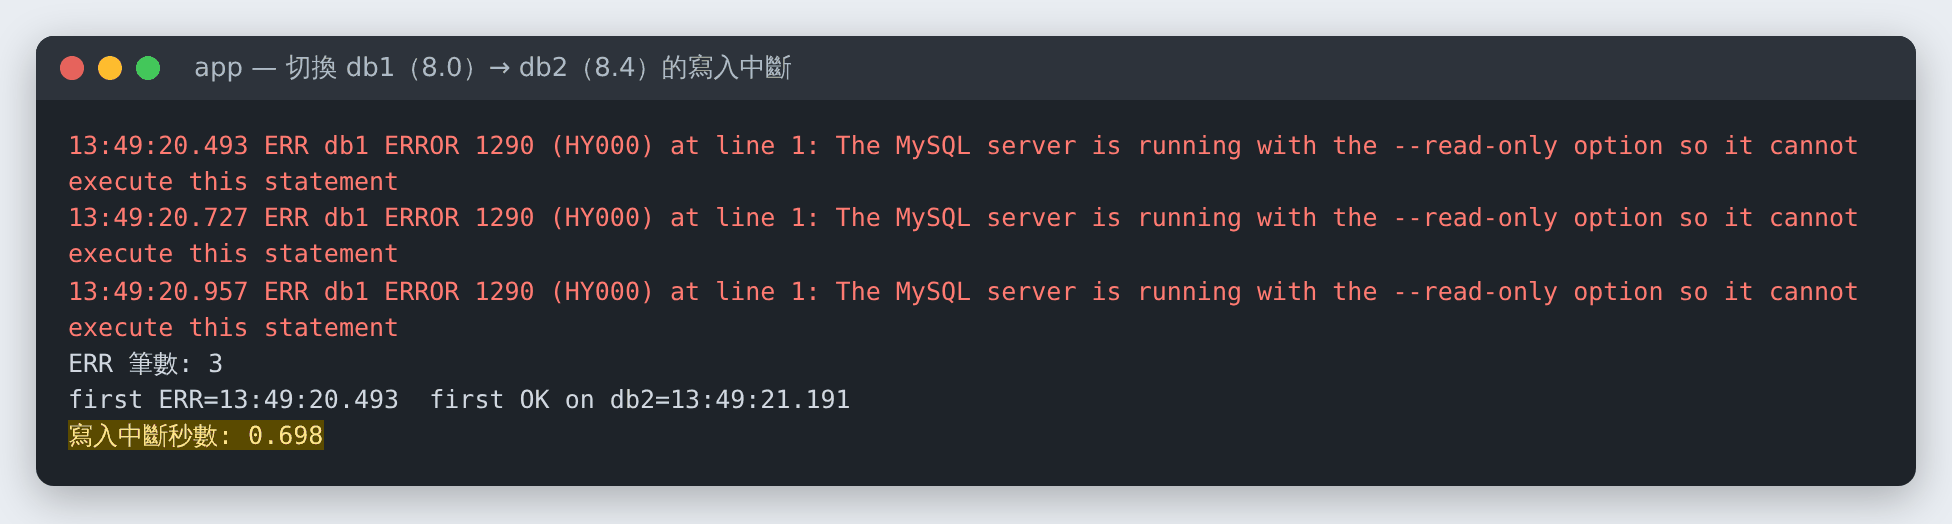 app — 切換 db1（8.0）→ db2（8.4）的寫入中斷
13:49:20.493 ERR db1 ERROR 1290 (HY000) at line 1: The MySQL server is running with the --read-only option so it cannot
execute this statement
13:49:20.727 ERR db1 ERROR 1290 (HY000) at line 1: The MySQL server is running with the --read-only option so it cannot
execute this statement
13:49:20.957 ERR db1 ERROR 1290 (HY000) at line 1: The MySQL server is running with the --read-only option so it cannot
execute this statement
ERR 筆數: 3
first ERR=13:49:20.493  first OK on db2=13:49:21.191
寫入中斷秒數: 0.698